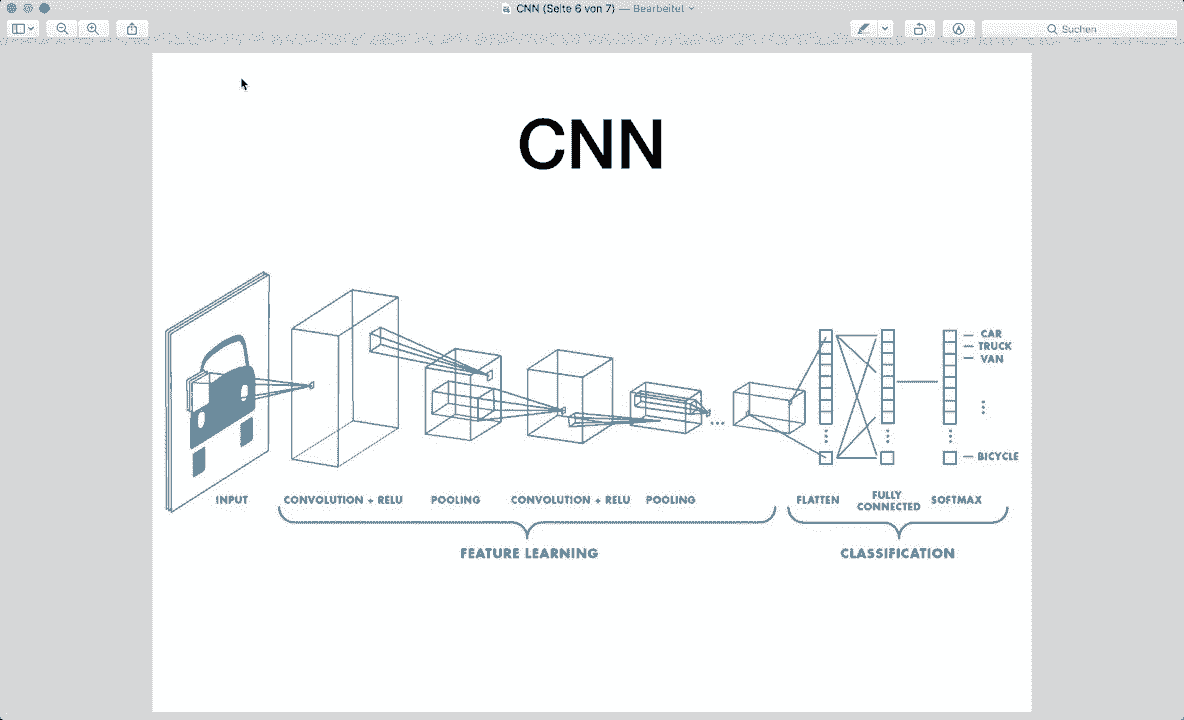 CNN (Seite 6 von 7) — Bearbeitet
Suchen
CNN
CAR
TRUCK
VAN
BICYCLE
INPUT
CONVOLUTION + RELU
POOLING
CONVOLUTION + RELU
POOLING
FLATTEN
FULLY
CONNECTED
SOFTMAX
FEATURE LEARNING
CLASSIFICATION